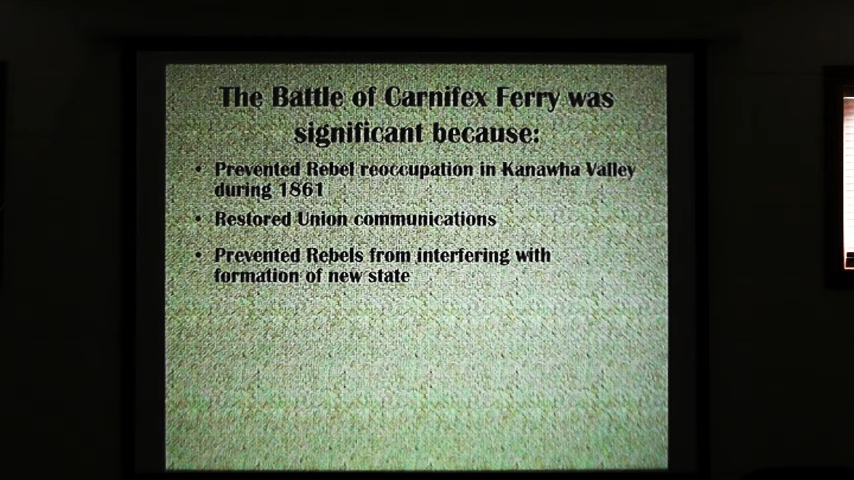 The Battle of Carnifex Ferry was
significant because:
• Prevented Rebel reoccupation in Kanawha Valley
during 1861
• Restored Union communications
• Prevented Rebels from interfering with
formation of new state